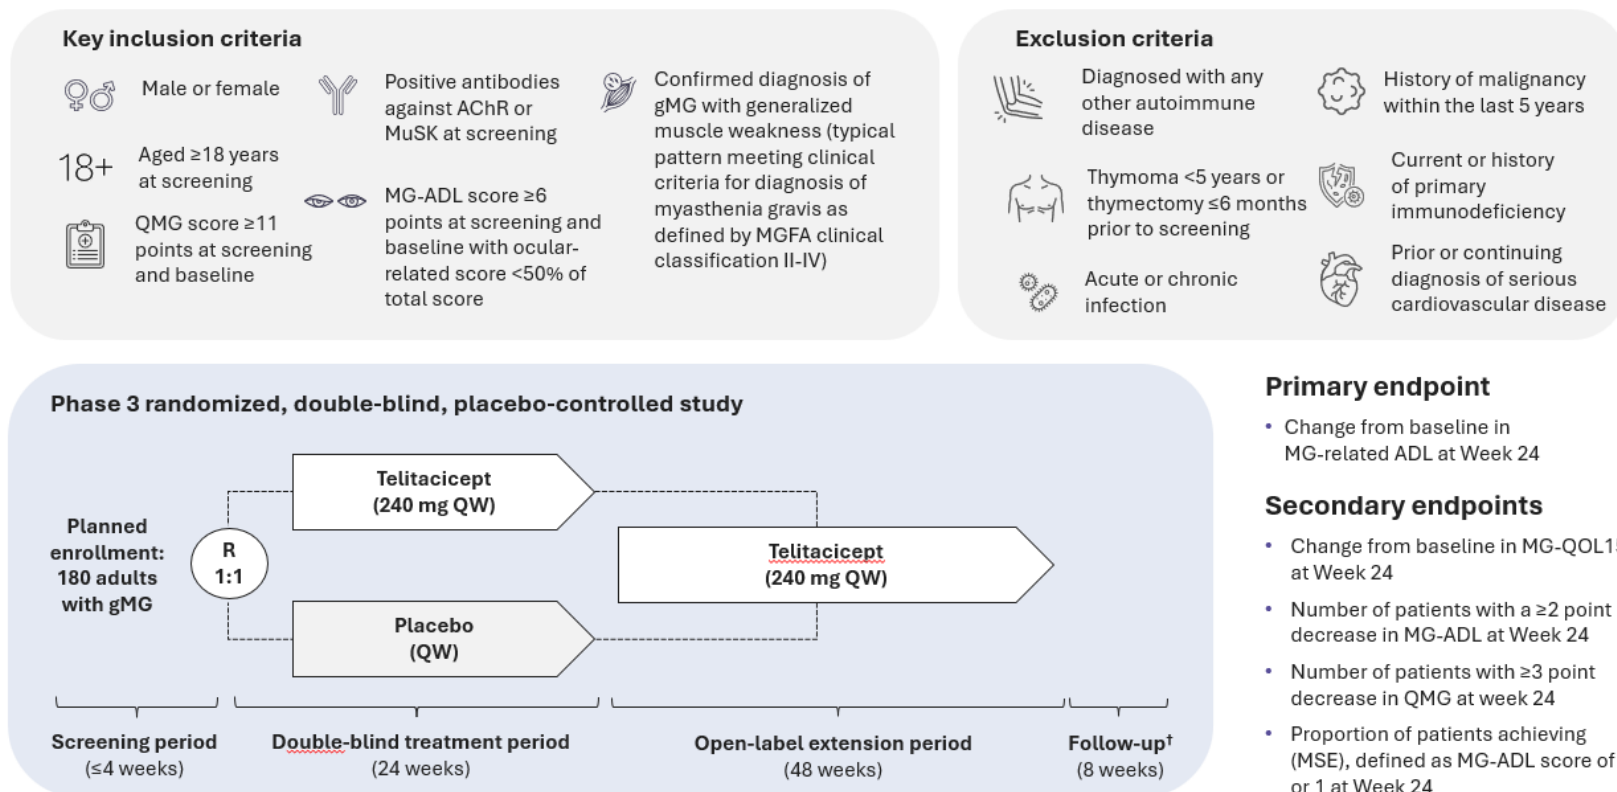 Key inclusion criteria
Male or female
18+
Aged ≥18 years
at screening
QMG score ≥11
points at screening
and baseline
Positive antibodies
against AChR or
MuSK at screening
MG-ADL score ≥6
points at screening and
baseline with ocular-
related score <50% of
total score
Confirmed diagnosis of
gMG with generalized
muscle weakness (typical
pattern meeting clinical
criteria for diagnosis of
myasthenia gravis as
defined by MGFA clinical
classification II-IV)
Exclusion criteria
Diagnosed with any
other autoimmune
disease
Thymoma <5 years or
thymectomy ≤6 months
prior to screening
Acute or chronic
infection
History of malignancy
within the last 5 years
Current or history
of primary
immunodeficiency
Prior or continuing
diagnosis of serious
cardiovascular disease
Phase 3 randomized, double-blind, placebo-controlled study
Planned
enrollment:
180 adults
with gMG
R
1:1
Telitacicept
(240 mg QW)
Placebo
(QW)
Telitacicept
(240 mg QW)
Screening period
(≤4 weeks)
Double-blind treatment period
(24 weeks)
Open-label extension period
(48 weeks)
Follow-up†
(8 weeks)
Primary endpoint
• Change from baseline in
MG-related ADL at Week 24
Secondary endpoints
• Change from baseline in
at Week 24
• Number of patients with a ≥2 point
decrease in MG-ADL at Week 24
• Number of patients with ≥3 point
decrease in QMG at week 24
• Proportion of patients achieving
(MSE), defined as MG-ADL score of
or 1 at Week 24